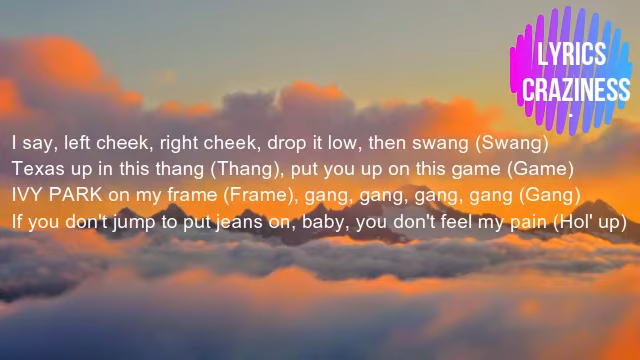 LYRICS
CRAZINESS
I say, left cheek, right cheek, drop it low, then swang (Swang)
Texas up in this thang (Thang), put you up on this game (Game)
IVY PARK on my frame (Frame), gang, gang, gang, gang (Gang)
If you don't jump to put jeans on, baby, you don't feel my pain (Hol' up)